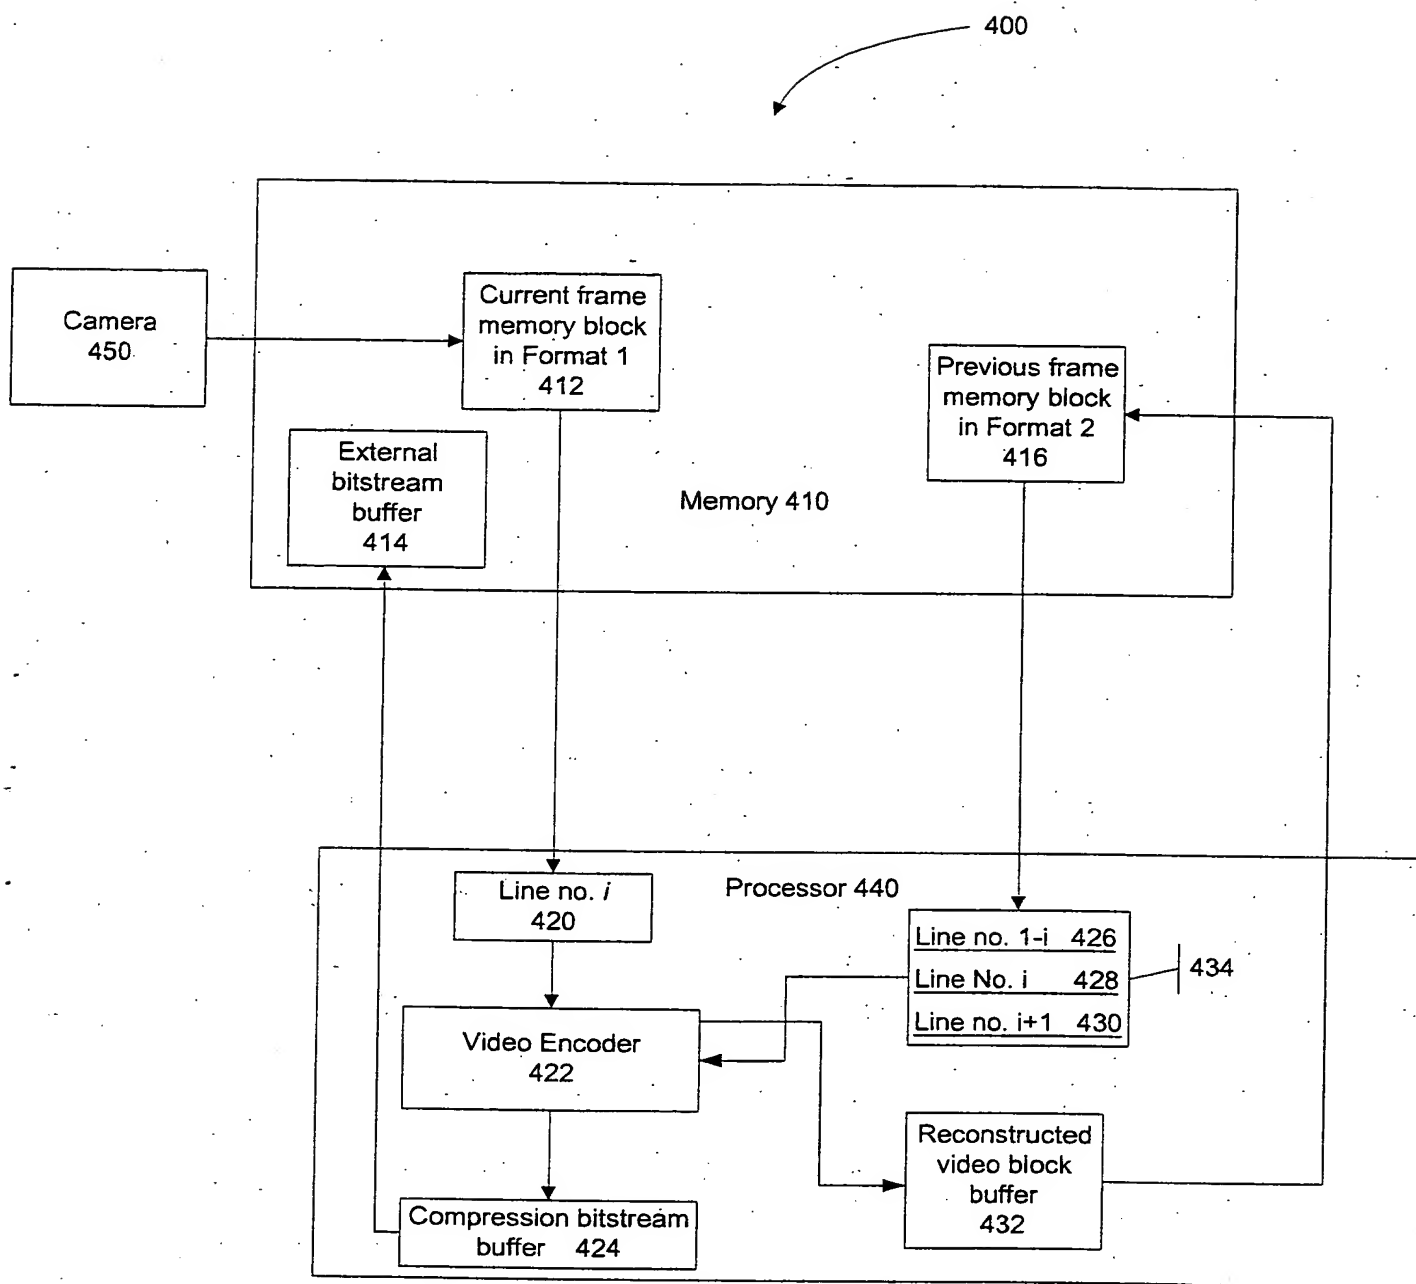 400
Camera
450
Current frame
memory block
in Format 1
412
Previous frame
memory block
in Format 2
416
External
bitstream
buffer
414
Memory 410
Line no. i
420
Processor 440
Line no. 1-i 426
Line No. i 428
Line no. i+1 430
434
Video Encoder
422
Reconstructed
video block
buffer
432
Compression bitstream
buffer 424